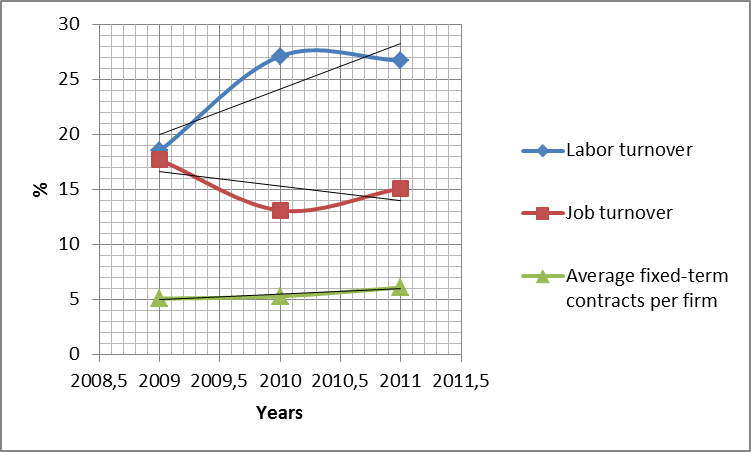 30
25
20
15
10
5
0
%
2008,5 2009 2009,5 2010 2010,5 2011 2011,5
Years
Labor turnover
Job turnover
Average fixed-term
contracts per firm